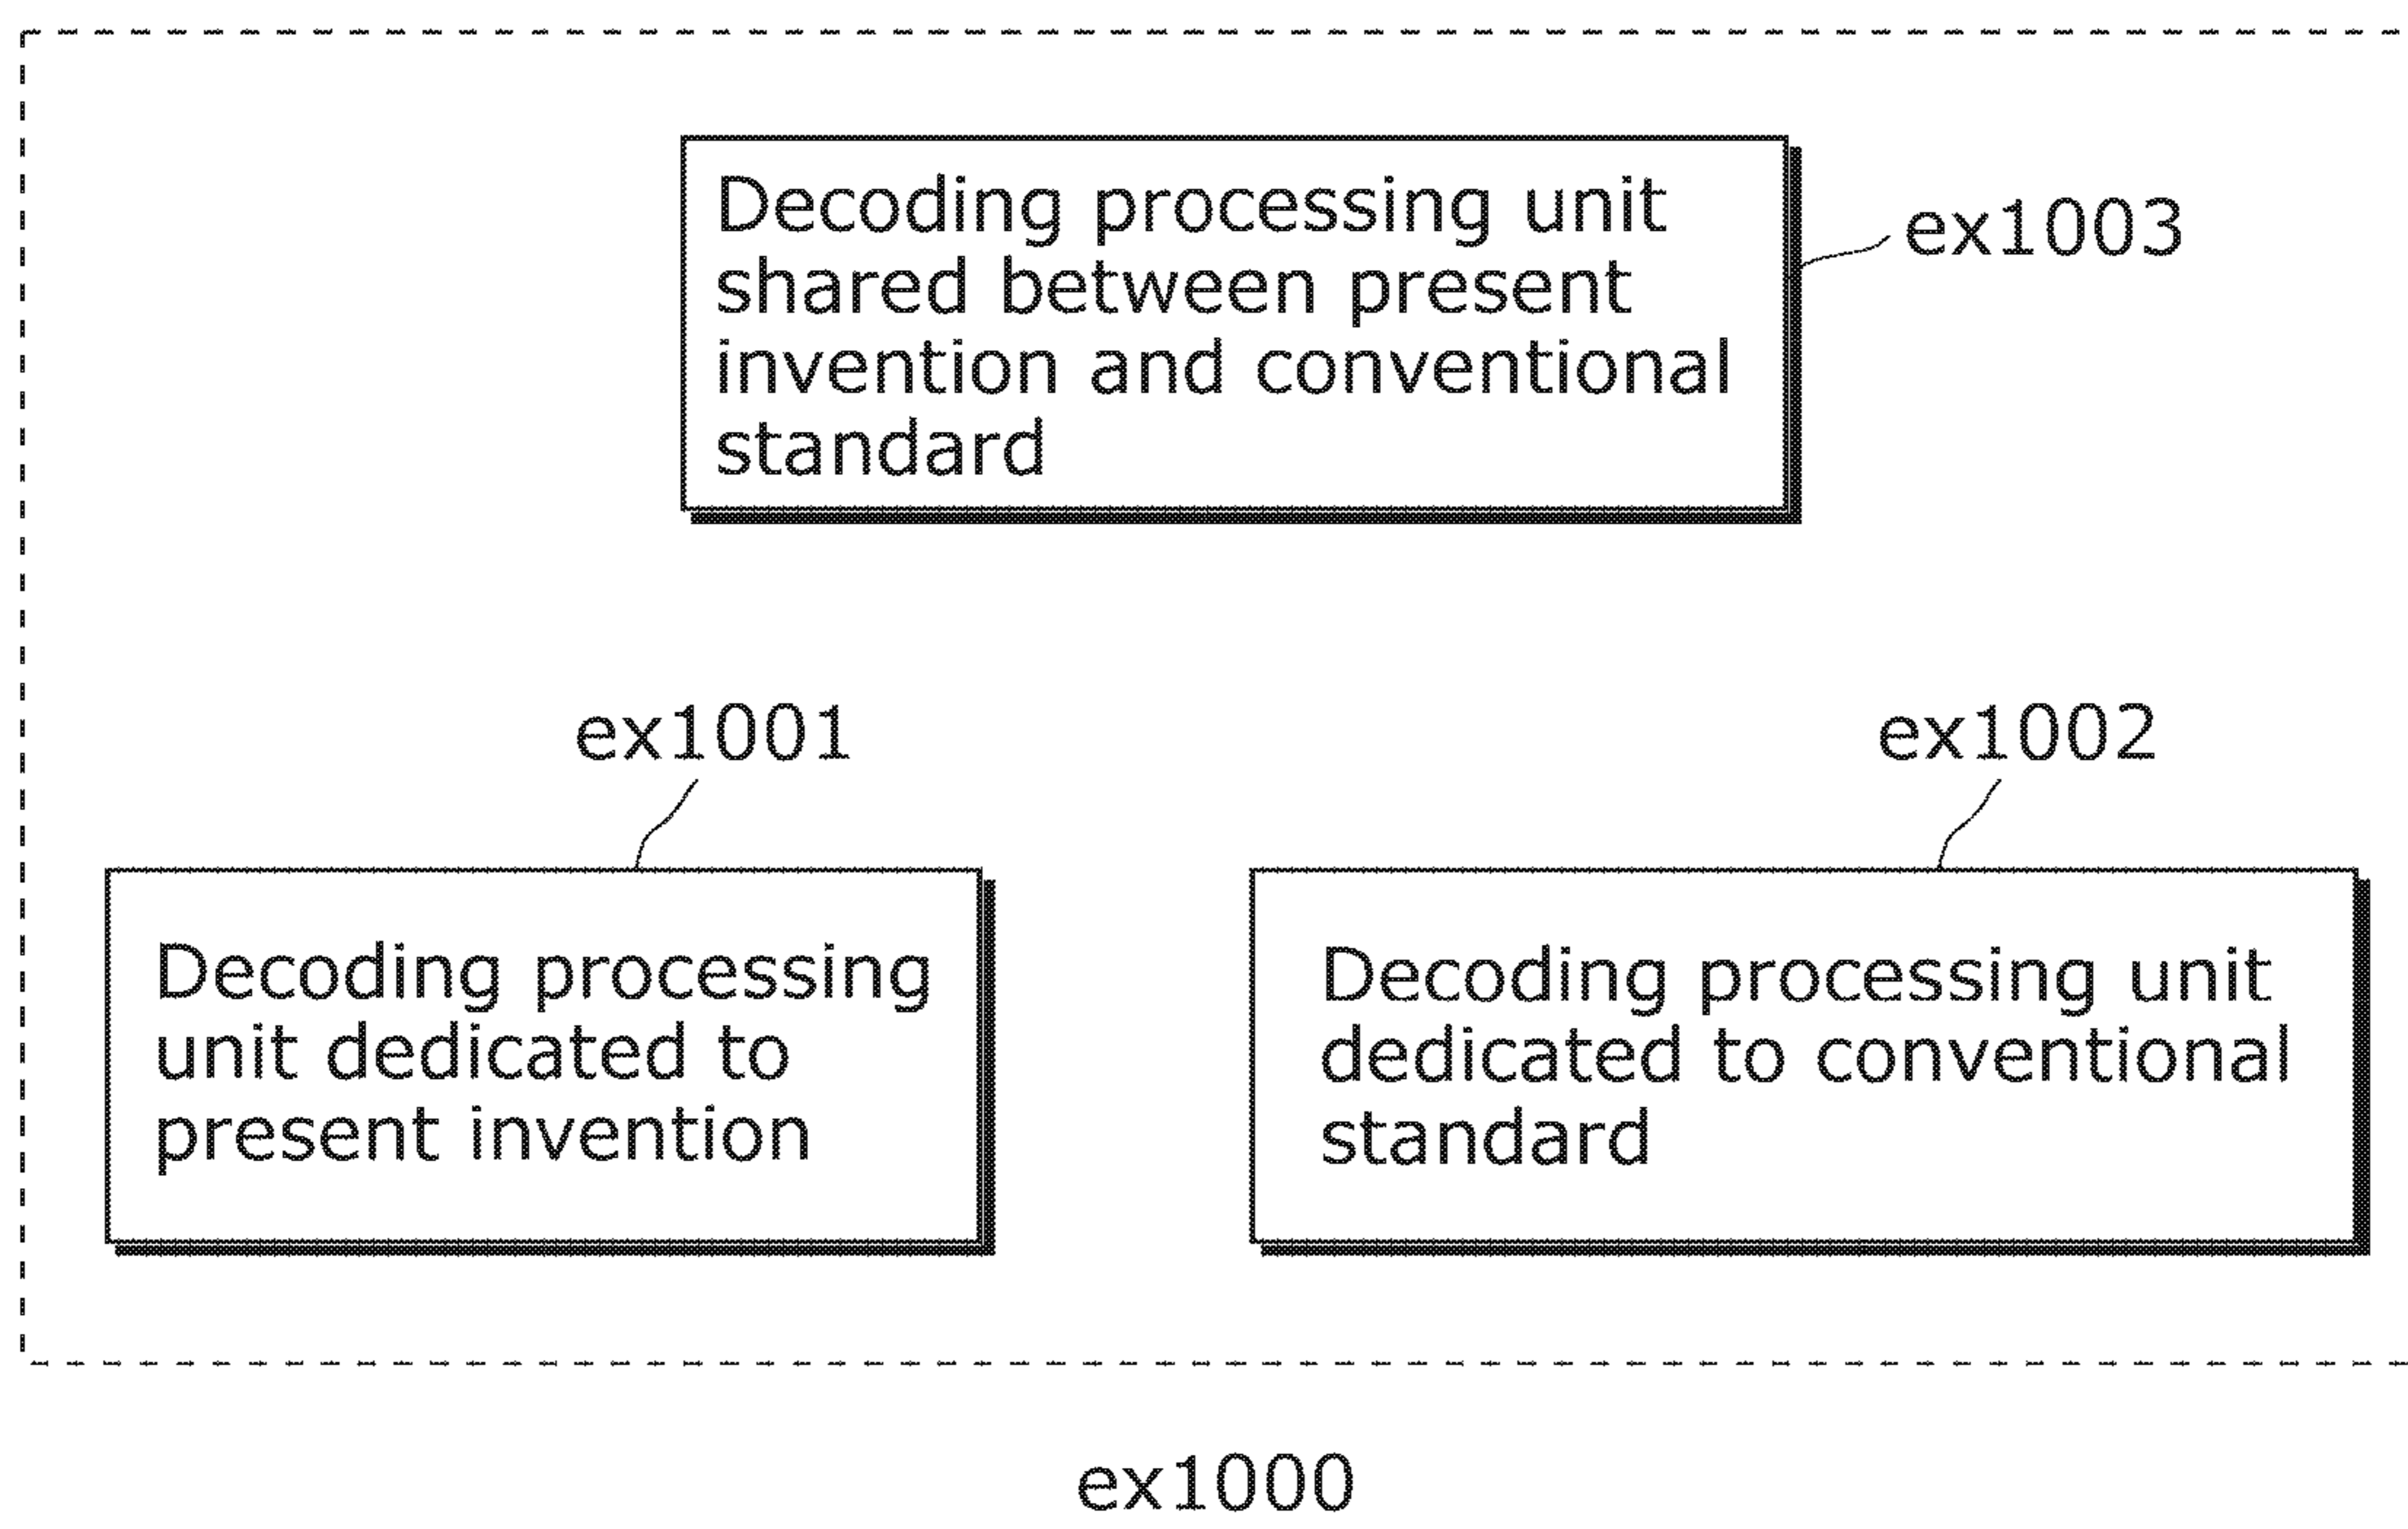 Decoding processing unit
shared between present
invention and conventional
standard
ex1003
ex1001
ex1002
Decoding processing
unit dedicated to
present invention
Decoding processing unit
dedicated to conventional
standard
ex1000